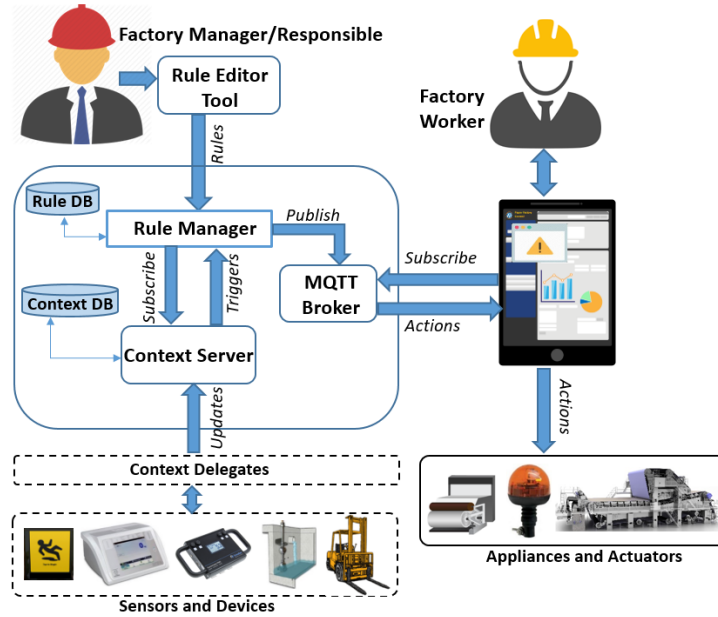 Factory Manager/Responsible
Rule Editor
Tool
Factory
Worker
Rules
Rule DB
Rule Manager
Publish
Subscribe
Triggers
Context DB
MQTT
Broker
Subscribe
Actions
Context Server
Updates
Actions
Context Delegates
Appliances and Actuators
Sensors and Devices